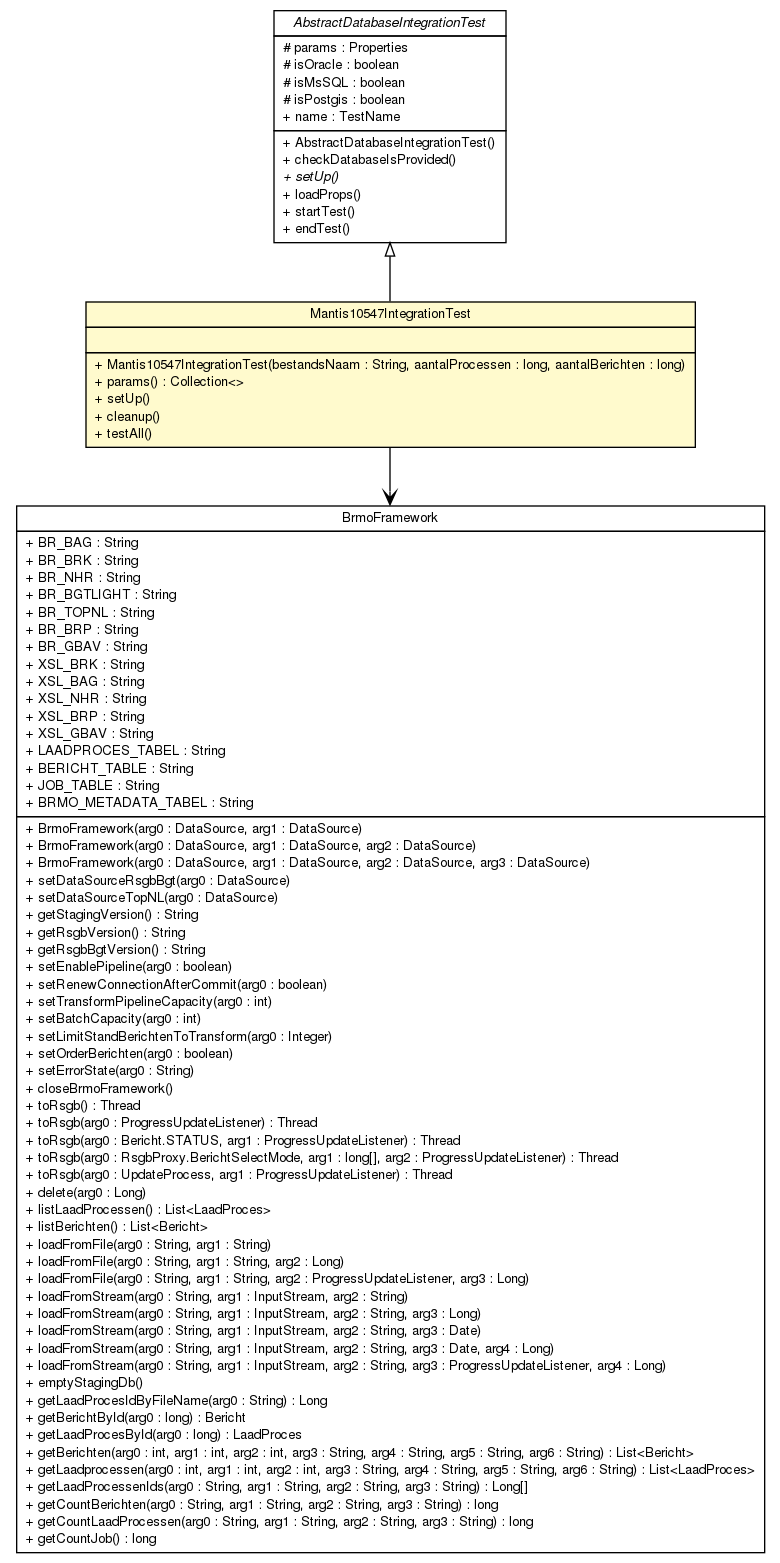 AbstractDatabaseIntegrationTest
# params : Properties
# isOracle : boolean
# isMsSQL : boolean
# isPostgis : boolean
+ name : TestName
+ AbstractDatabaseIntegrationTest()
+ checkDatabaseIsProvided()
+ setUp()
+ loadProps()
+ startTest()
+ endTest()
Mantis10547IntegrationTest
+ Mantis10547IntegrationTest(bestandsNaam : String, aantalProcessen : long, aantalBerichten : long)
+ params() : Collection<>
+ setUp()
+ cleanup()
+ testAll()
BrmoFramework
+ BR_BAG : String
+ BR_BRK : String
+ BR_NHR : String
+ BR_BGTLIGHT : String
+ BR_TOPNL : String
+ BR_BRP : String
+ BR_GBAV : String
+ XSL_BRK : String
+ XSL_BAG : String
+ XSL_NHR : String
+ XSL_BRP : String
+ XSL_GBAV : String
+ LAADPROCES_TABEL : String
+ BERICHT_TABLE : String
+ JOB_TABLE : String
+ BRMO_METADATA_TABEL : String
+ BrmoFramework(arg0 : DataSource, arg1 : DataSource)
+ BrmoFramework(arg0 : DataSource, arg1 : DataSource, arg2 : DataSource)
+ BrmoFramework(arg0 : DataSource, arg1 : DataSource, arg2 : DataSource, arg3 : DataSource)
+ setDataSourceRsgbBgt(arg0 : DataSource)
+ setDataSourceTopNL(arg0 : DataSource)
+ getStagingVersion() : String
+ getRsgbVersion() : String
+ getRsgbBgtVersion() : String
+ setEnablePipeline(arg0 : boolean)
+ setRenewConnectionAfterCommit(arg0 : boolean)
+ setTransformPipelineCapacity(arg0 : int)
+ setBatchCapacity(arg0 : int)
+ setLimitStandBerichtenToTransform(arg0 : Integer)
+ setOrderBerichten(arg0 : boolean)
+ setErrorState(arg0 : String)
+ closeBrmoFramework()
+ toRsgb() : Thread
+ toRsgb(arg0 : ProgressUpdateListener) : Thread
+ toRsgb(arg0 : Bericht.STATUS, arg1 : ProgressUpdateListener) : Thread
+ toRsgb(arg0 : RsgbProxy.BerichtSelectMode, arg1 : long[], arg2 : ProgressUpdateListener) : Thread
+ toRsgb(arg0 : UpdateProcess, arg1 : ProgressUpdateListener) : Thread
+ delete(arg0 : Long)
+ listLaadProcessen() : List<LaadProces>
+ listBerichten() : List<Bericht>
+ loadFromFile(arg0 : String, arg1 : String)
+ loadFromFile(arg0 : String, arg1 : String, arg2 : Long)
+ loadFromFile(arg0 : String, arg1 : String, arg2 : ProgressUpdateListener, arg3 : Long)
+ loadFromStream(arg0 : String, arg1 : InputStream, arg2 : String)
+ loadFromStream(arg0 : String, arg1 : InputStream, arg2 : String, arg3 : Long)
+ loadFromStream(arg0 : String, arg1 : InputStream, arg2 : String, arg3 : Date)
+ loadFromStream(arg0 : String, arg1 : InputStream, arg2 : String, arg3 : Date, arg4 : Long)
+ loadFromStream(arg0 : String, arg1 : InputStream, arg2 : String, arg3 : ProgressUpdateListener, arg4 : Long)
+ emptyStagingDb()
+ getLaadProcesIdByFileName(arg0 : String) : Long
+ getBerichtById(arg0 : long) : Bericht
+ getLaadProcesById(arg0 : long) : LaadProces
+ getBerichten(arg0 : int, arg1 : int, arg2 : int, arg3 : String, arg4 : String, arg5 : String, arg6 : String) : List<Bericht>
+ getLaadprocessen(arg0 : int, arg1 : int, arg2 : int, arg3 : String, arg4 : String, arg5 : String, arg6 : String) : List<LaadProces>
+ getLaadProcessenIds(arg0 : String, arg1 : String, arg2 : String, arg3 : String) : Long[]
+ getCountBerichten(arg0 : String, arg1 : String, arg2 : String, arg3 : String) : long
+ getCountLaadProcessen(arg0 : String, arg1 : String, arg2 : String, arg3 : String) : long
+ getCountJob() : long